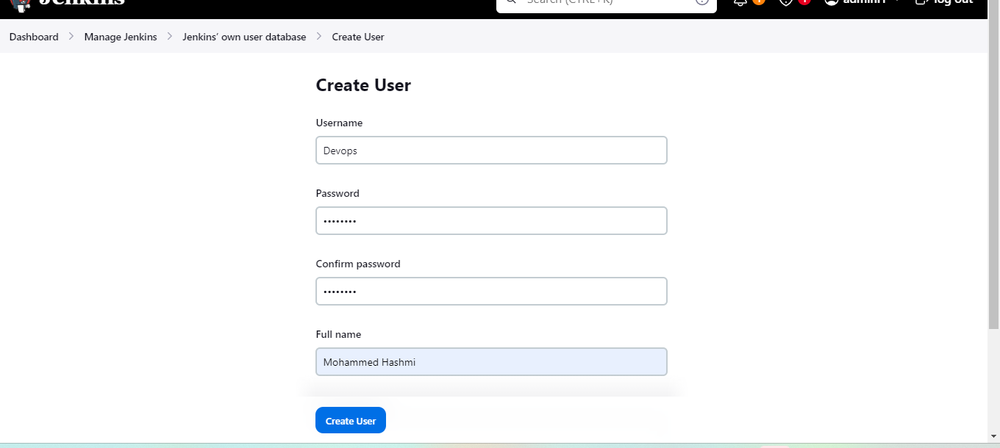 Jenkins
Search (CTRL+K)
log out
Dashboard > Manage Jenkins > Jenkins' own user database > Create User
Create User
Username
Devops
Password
••••••••
Confirm password
••••••••
Full name
Mohammed Hashmi
Create User